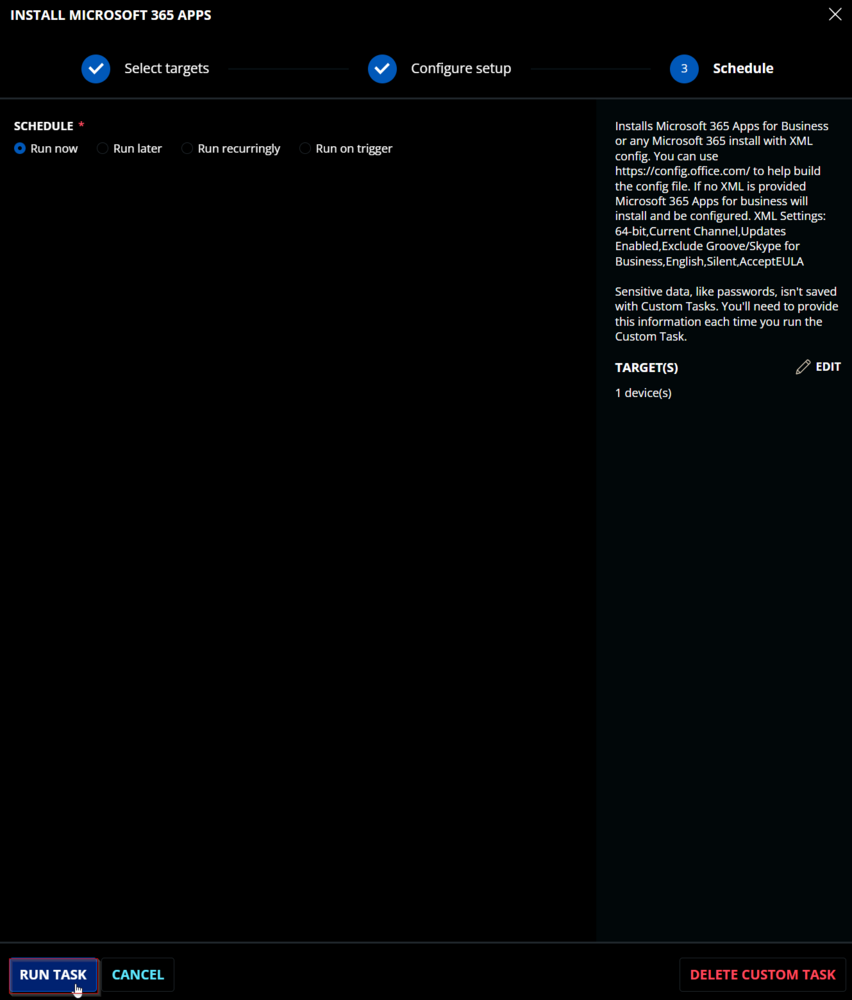 INSTALL MICROSOFT 365 APPS
Select targets
Configure setup
3 Schedule
SCHEDULE *
Run now Run later Run recurringly Run on trigger
Installs Microsoft 365 Apps for Business
or any Microsoft 365 install with XML
config. You can use
https://config.office.com/ to help build
the config file. If no XML is provided
Microsoft 365 Apps for business will
install and be configured. XML Settings:
64-bit,Current Channel,Updates
Enabled,Exclude Groove/Skype for
Business,English,Silent,AcceptEULA
Sensitive data, like passwords, isn't saved
with Custom Tasks. You'll need to provide
this information each time you run the
Custom Task.
TARGET(S) EDIT
1 device(s)
RUN TASK CANCEL DELETE CUSTOM TASK